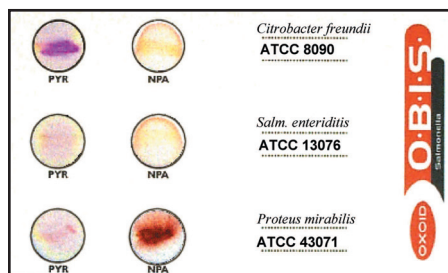 Citrobacter freundii
ATCC 8090
PYR NPA
Salm. enteriditis
ATCC 13076
PYR NPA
Proteus mirabilis
ATCC 43071
PYR NPA
O.B.I.S.
Salmonella
OXOID